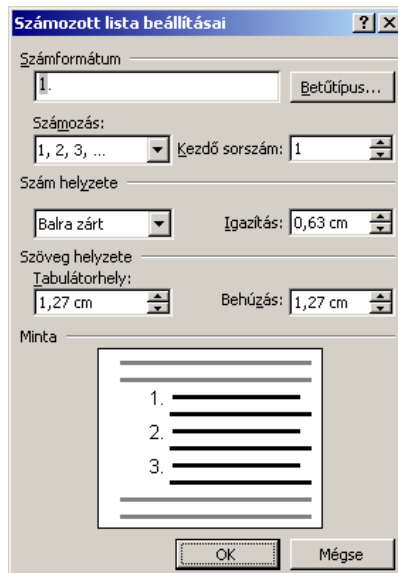 Számozott lista beállításai
Számformátum
1.
Betűtípus...
Számozás:
1, 2, 3, ... Kezdő sorszám: 1
Szám helyzete
Balra zárt Igazítás: 0,63 cm
Szöveg helyzete
Tabulátorhely:
1,27 cm Behúzás: 1,27 cm
Minta
1.
2.
3.
OK Mégse